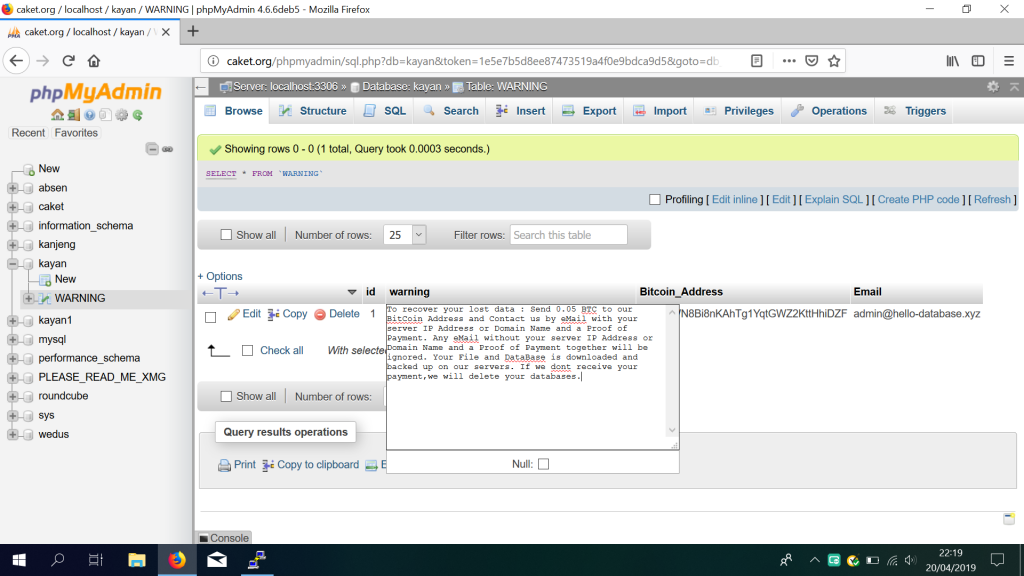 caket.org / localhost / kayan / WARNING | phpMyAdmin 4.6.6deb5 - Mozilla Firefox
caket.org / localhost / kayan /
caket.org/phpmyadmin/sql.php?db=kayan&token=1e5e7b5d8ee87473519a4f0e9bdca9d5&goto=db
phpMyAdmin
Recent Favorites
New
absen
caket
information_schema
kanjeng
kayan
New
WARNING
kayan1
mysql
performance_schema
PLEASE_READ_ME_XMG
roundcube
sys
wedus
Server: localhost:3306 » Database: kayan » Table: WARNING
Browse Structure SQL Search Insert Export Import Privileges Operations Triggers
Showing rows 0 - 0 (1 total, Query took 0.0003 seconds.)
SELECT * FROM `WARNING`
Profiling [ Edit inline ] [ Edit ] [ Explain SQL ] [ Create PHP code ] [ Refresh ]
Show all Number of rows: 25 Filter rows: Search this table
+ Options
←T→ id warning Bitcoin_Address Email
Edit Copy Delete 1
N8Bi8nKAhTg1YqtGWZ2KttHhiDZF admin@hello-database.xyz
To recover your lost data : Send 0.05 BTC to our
BitCoin Address and Contact us by eMail with your
server IP Address or Domain Name and a Proof of
Payment. Any eMail without your server IP Address or
Domain Name and a Proof of Payment together will be
ignored. Your File and DataBase is downloaded and
backed up on our servers. If we dont receive your
payment,we will delete your databases.
Null:
Check all With selected
Show all Number of rows:
Query results operations
Print Copy to clipboard E
Console
22:19
20/04/2019